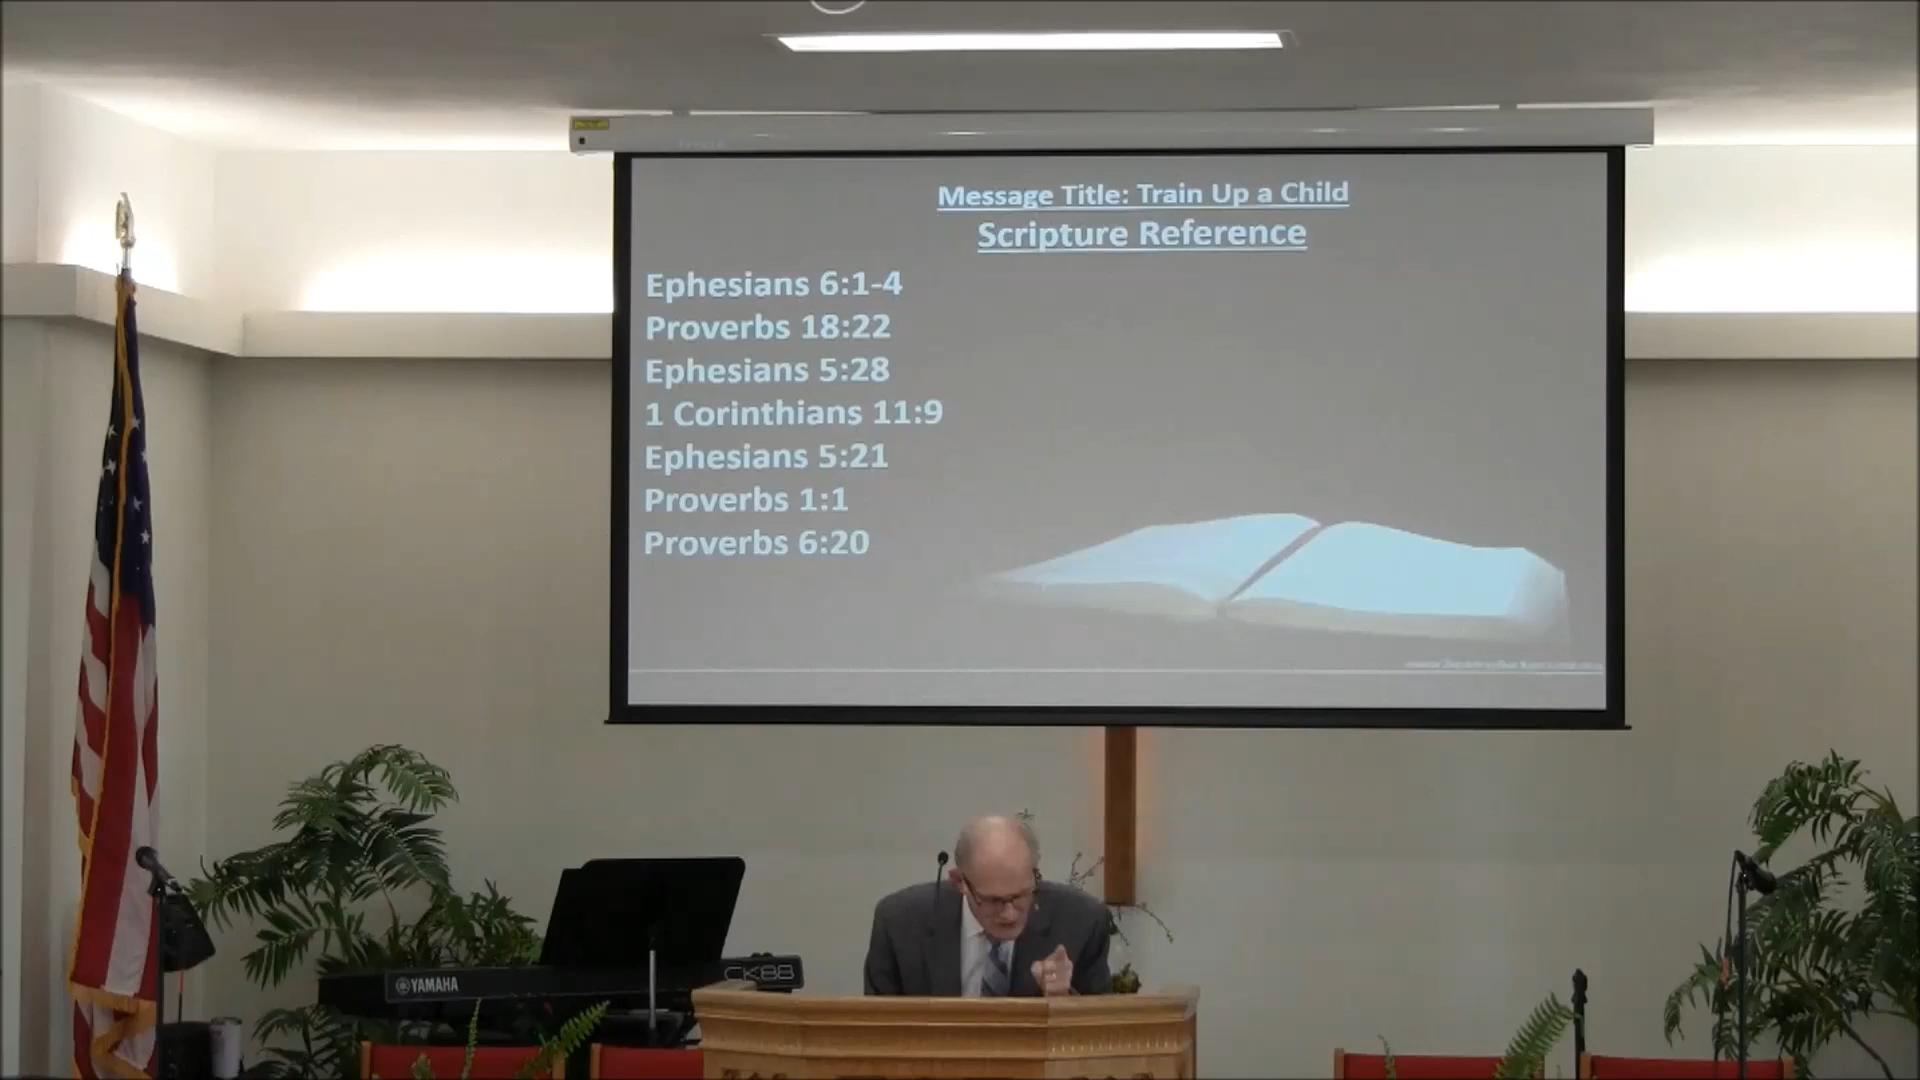 Message Title: Train Up a Child
Scripture Reference
Ephesians 6:1-4
Proverbs 18:22
Ephesians 5:28
1 Corinthians 11:9
Ephesians 5:21
Proverbs 1:1
Proverbs 6:20
YAMAHA
CK88